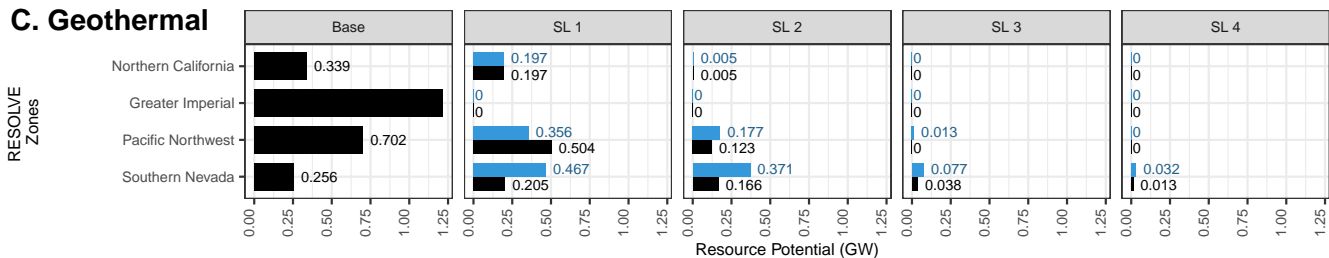 C. Geothermal
Base
SL 1
SL 2
SL 3
SL 4
RESOLVE
Zones
Northern California
0.339
0.197
0.197
0.005
0.005
0
0
0
0
Greater Imperial
0
0
0
0
0
0
0
0
Pacific Northwest
0.702
0.356
0.504
0.177
0.123
0.013
0
0
0
Southern Nevada
0.256
0.467
0.205
0.371
0.166
0.077
0.038
0.032
0.013
0.00 0.25 0.50 0.75 1.00 1.25
0.00 0.25 0.50 0.75 1.00 1.25
0.00 0.25 0.50 0.75 1.00 1.25
0.00 0.25 0.50 0.75 1.00 1.25
0.00 0.25 0.50 0.75 1.00 1.25
Resource Potential (GW)